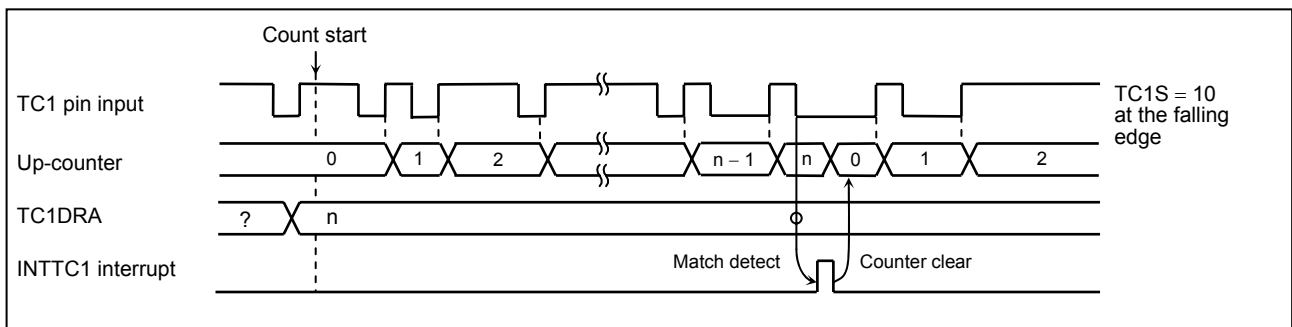 Count start
TC1 pin input
TC1S = 10
at the falling
edge
Up-counter
0 1 2 n − 1 n 0 1 2
TC1DRA
? n
INTTC1 interrupt
Match detect Counter clear